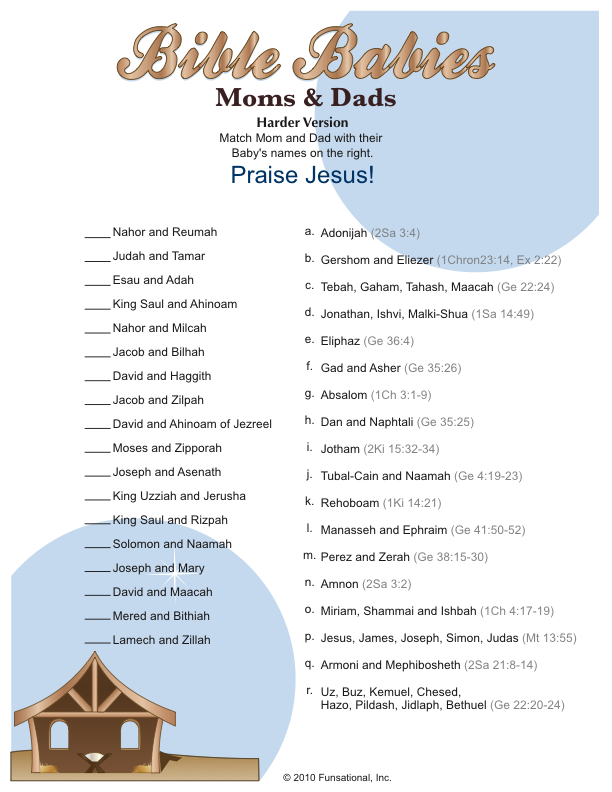 Bible Babies
Moms & Dads
Harder Version
Match Mom and Dad with their
Baby's names on the right.
Praise Jesus!
____ Nahor and Reumah
____ Judah and Tamar
____ Esau and Adah
____ King Saul and Ahinoam
____ Nahor and Milcah
____ Jacob and Bilhah
____ David and Haggith
____ Jacob and Zilpah
____ David and Ahinoam of Jezreel
____ Moses and Zipporah
____ Joseph and Asenath
____ King Uzziah and Jerusha
____ King Saul and Rizpah
____ Solomon and Naamah
____ Joseph and Mary
____ David and Maacah
____ Mered and Bithiah
____ Lamech and Zillah
a. Adonijah (2Sa 3:4)
b. Gershom and Eliezer (1Chron23:14, Ex 2:22)
c. Tebah, Gaham, Tahash, Maacah (Ge 22:24)
d. Jonathan, Ishvi, Malki-Shua (1Sa 14:49)
e. Eliphaz (Ge 36:4)
f. Gad and Asher (Ge 35:26)
g. Absalom (1Ch 3:1-9)
h. Dan and Naphtali (Ge 35:25)
i. Jotham (2Ki 15:32-34)
j. Tubal-Cain and Naamah (Ge 4:19-23)
k. Rehoboam (1Ki 14:21)
l. Manasseh and Ephraim (Ge 41:50-52)
m. Perez and Zerah (Ge 38:15-30)
n. Amnon (2Sa 3:2)
o. Miriam, Shammai and Ishbah (1Ch 4:17-19)
p. Jesus, James, Joseph, Simon, Judas (Mt 13:55)
q. Armoni and Mephibosheth (2Sa 21:8-14)
r. Uz, Buz, Kemuel, Chesed,
Hazo, Pildash, Jidlaph, Bethuel (Ge 22:20-24)
© 2010 Funsational, Inc.